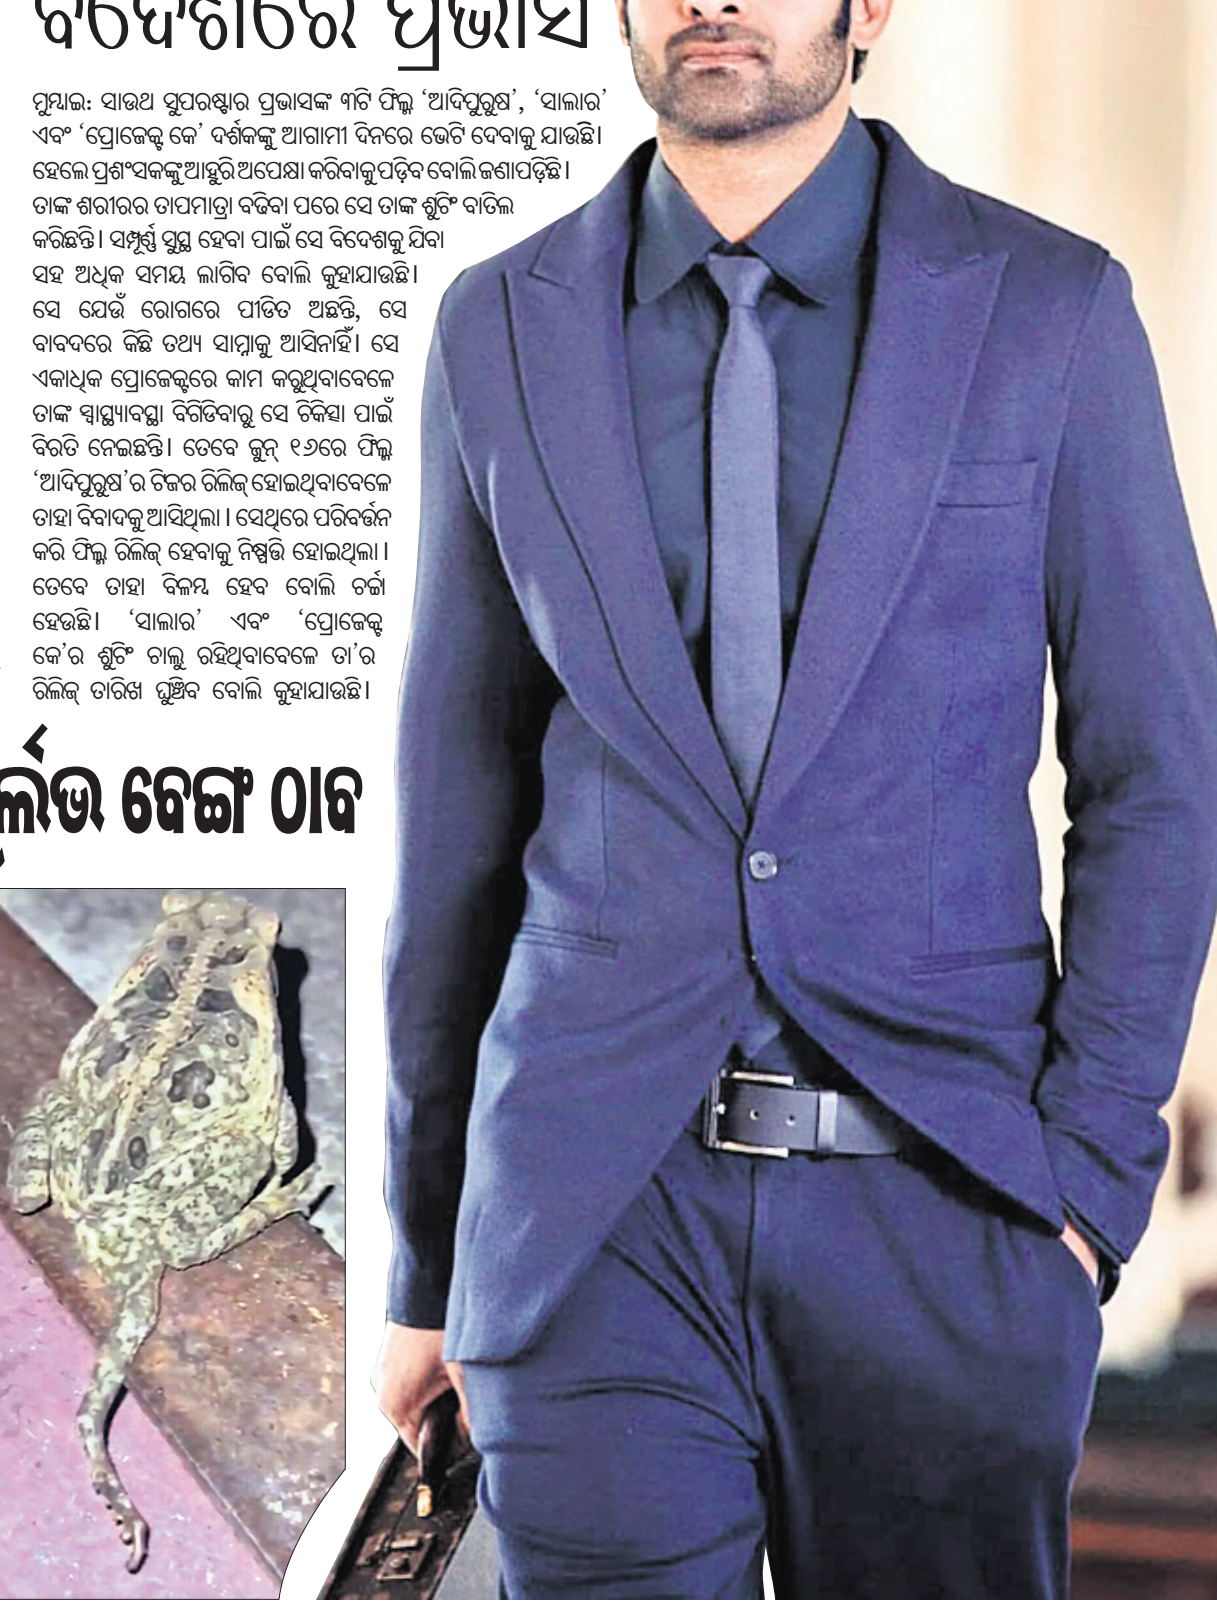 ବିଦେଶରେ ପ୍ରଭାସ
ମୁମ୍ବାଇ: ସାଉଥ ସୁପରଷ୍ଟାର ପ୍ରଭାସଙ୍କ ୩ଟି ଫିଲ୍ମ ‘ଆଦିପୁରୁଷ’, ‘ସାଲାର’
ଏବଂ ‘ପ୍ରୋଜେକ୍ଟ କେ’ ଦର୍ଶକଙ୍କୁ ଆଗାମୀ ଦିନରେ ଭେଟି ଦେବାକୁ ଯାଉଛି।
ହେଲେ ପ୍ରଶଂସକଙ୍କୁ ଆହୁରି ଅପେକ୍ଷା କରିବାକୁ ପଡ଼ିବ ବୋଲି ଜଣାପଡ଼ିଛି।
ତାଙ୍କ ଶରୀରର ତାପମାତ୍ରା ବଢିବା ପରେ ସେ ତାଙ୍କ ଶୁଟିଂ ବାତିଲ
କରିଛନ୍ତି। ସମ୍ପୂର୍ଣ୍ଣ ସୁସ୍ଥ ହେବା ପାଇଁ ସେ ବିଦେଶକୁ ଯିବା
ସହ ଅଧିକ ସମୟ ଲାଗିବ ବୋଲି କୁହାଯାଉଛି।
ସେ ଯେଉଁ ରୋଗରେ ପୀଡିତ ଅଛନ୍ତି, ସେ
ବାବଦରେ କିଛି ତଥ୍ୟ ସାମ୍ନାକୁ ଆସିନାହିଁ। ସେ
ଏକାଧିକ ପ୍ରୋଜେକ୍ଟରେ କାମ କରୁଥିବାବେଳେ
ତାଙ୍କ ସ୍ୱାସ୍ଥ୍ୟାବସ୍ଥା ବିଗିଡିବାରୁ ସେ ଚିକିତ୍ସା ପାଇଁ
ବିରତି ନେଇଛନ୍ତି। ତେବେ ଜୁନ୍ ୧୬ରେ ଫିଲ୍ମ
‘ଆଦିପୁରୁଷ’ର ଟିଜର ରିଲିଜ୍ ହୋଇଥିବାବେଳେ
ତାହା ବିବାଦକୁ ଆସିଥିଲା। ସେଥିରେ ପରିବର୍ତ୍ତନ
କରି ଫିଲ୍ମ ରିଲିଜ୍ ହେବାକୁ ନିଷ୍ପତ୍ତି ହୋଇଥିଲା।
ତେବେ ତାହା ବିଳମ୍ବ ହେବ ବୋଲି ଚର୍ଚ୍ଚା
ହେଉଛି। ‘ସାଲାର’ ଏବଂ ‘ପ୍ରୋଜେକ୍ଟ
କେ’ର ଶୁଟିଂ ଚାଲୁ ରହିଥିବାବେଳେ ତା’ର
ରିଲିଜ୍ ତାରିଖ ଘୁଞ୍ଚିବ ବୋଲି କୁହାଯାଉଛି।
ର୍ଲଭ ବେଙ୍ଗ ଠାବ